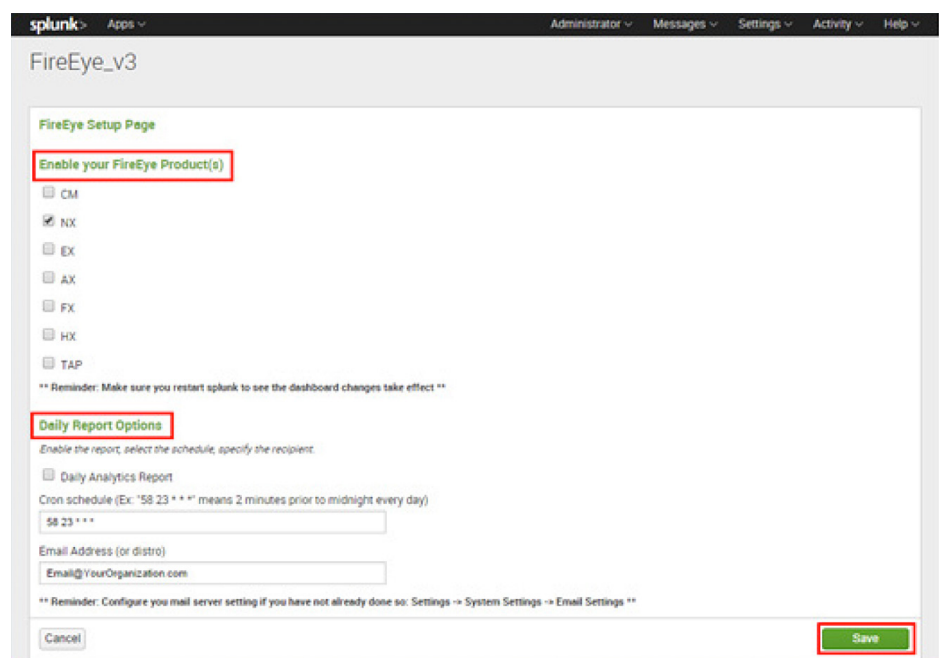 splunk> Apps Administrator Messages Settings Activity Help
FireEye_v3
FireEye Setup Page
Enable your FireEye Product(s)
CM
NX
EX
AX
FX
HX
TAP
** Reminder: Make sure you restart splunk to see the dashboard changes take effect **
Daily Report Options
Enable the report, select the schedule, specify the recipient.
Daily Analytics Report
Cron schedule (Ex: "58 23 * * *" means 2 minutes prior to midnight every day)
58 23 * * *
Email Address (or distro)
Email@YourOrganization.com
** Reminder: Configure you mail server setting if you have not already done so: Settings -> System Settings -> Email Settings **
Cancel Save